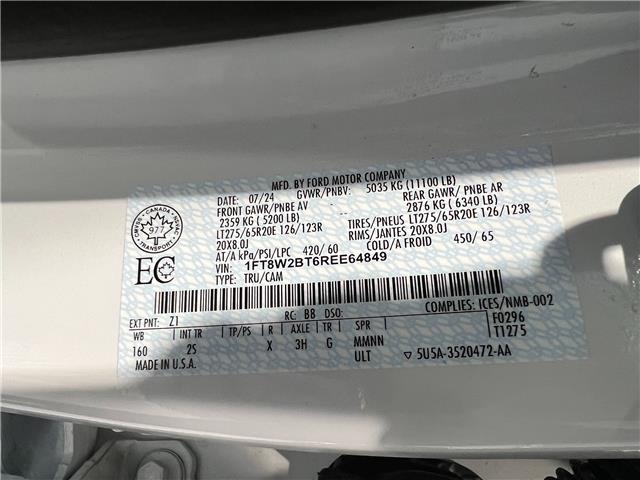 MFD. BY FORD MOTOR COMPANY
DATE: 07/24 GVWR/PNBV: 5035 KG (11100 LB)
FRONT GAWR/PNBE AV REAR GAWR/ PNBE AR
2359 KG ( 5200 LB) 2876 KG ( 6340 LB)
LT275/65R20E 126/123R TIRES/PNEUS LT275/65R20E 126/123R
20X8.0J RIMS/JANTES 20X8.0J
AT/A kPa/PSI/LPC 420/ 60 COLD/A FROID 450/ 65
VIN: 1FT8W2BT6REE64849
TYPE: TRU/CAM
CANADA
977
EC
EXT PNT: Z1 RC: BB DSO: COMPLIES: ICES/NMB-002
WB INT TR TP/PS R AXLE TR SPR F0296
160 2S X 3H G MMNN T1275
MADE IN U.S.A. ULT ▽ 5U5A-3520472-AA